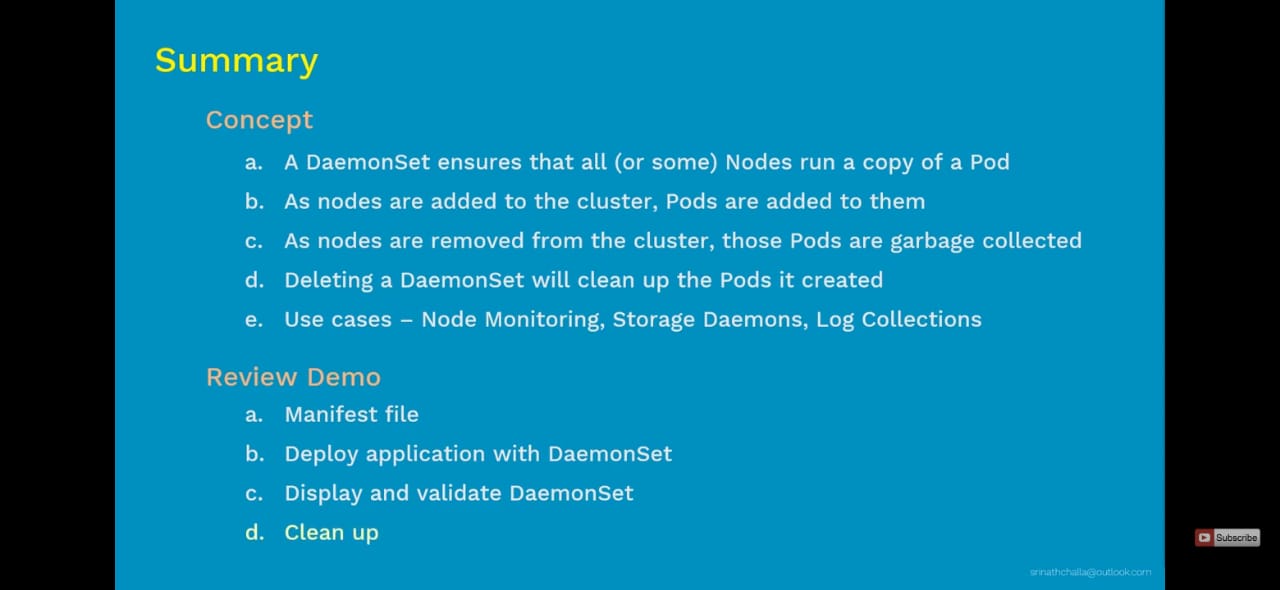 Summary
Concept
a. A DaemonSet ensures that all (or some) Nodes run a copy of a Pod
b. As nodes are added to the cluster, Pods are added to them
c. As nodes are removed from the cluster, those Pods are garbage collected
d. Deleting a DaemonSet will clean up the Pods it created
e. Use cases – Node Monitoring, Storage Daemons, Log Collections
Review Demo
a. Manifest file
b. Deploy application with DaemonSet
c. Display and validate DaemonSet
d. Clean up
Subscribe
srinathchalla@outlook.com